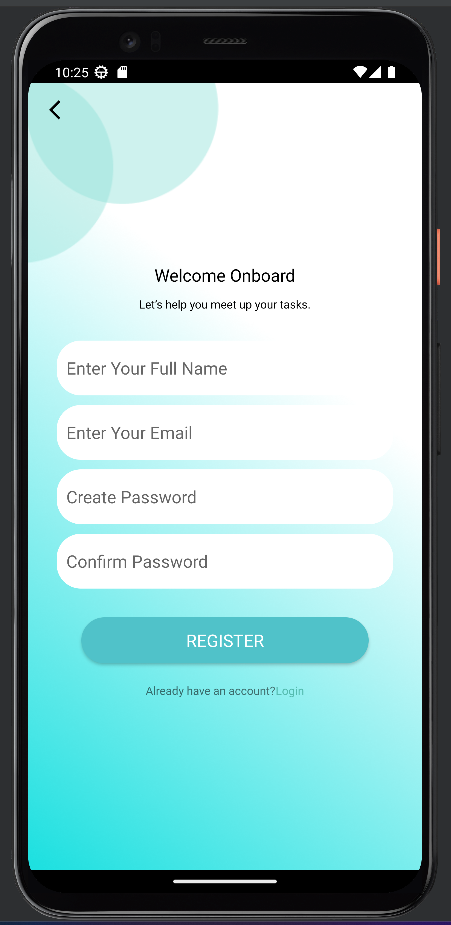 10:25
Welcome Onboard
Let's help you meet up your tasks.
Enter Your Full Name
Enter Your Email
Create Password
Confirm Password
REGISTER
Already have an account?Login